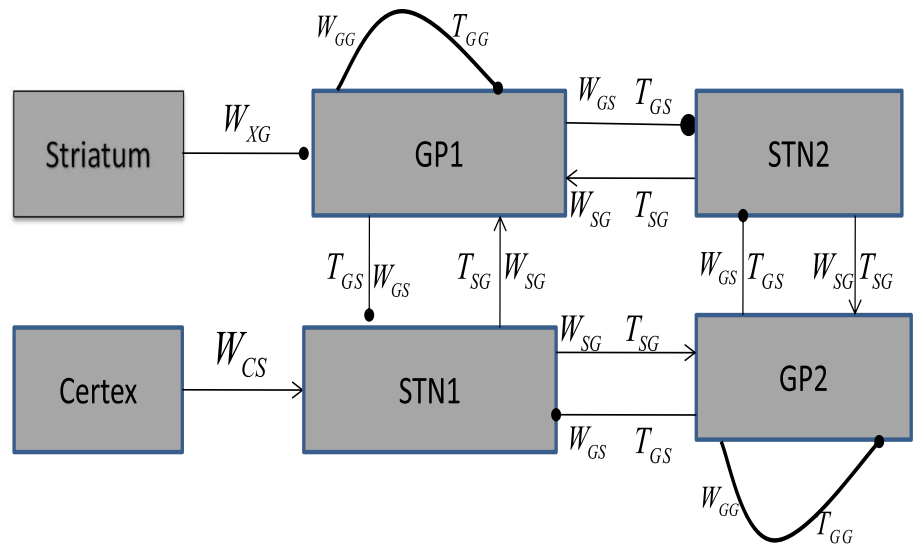 W_GG T_GG
W_XG
W_GS T_GS
Striatum
GP1
STN2
W_SG T_SG
T_GS W_GS
T_SG W_SG
W_GS T_GS
W_SG T_SG
W_CS
W_SG T_SG
Certex
STN1
GP2
W_GS T_GS
W_GG T_GG